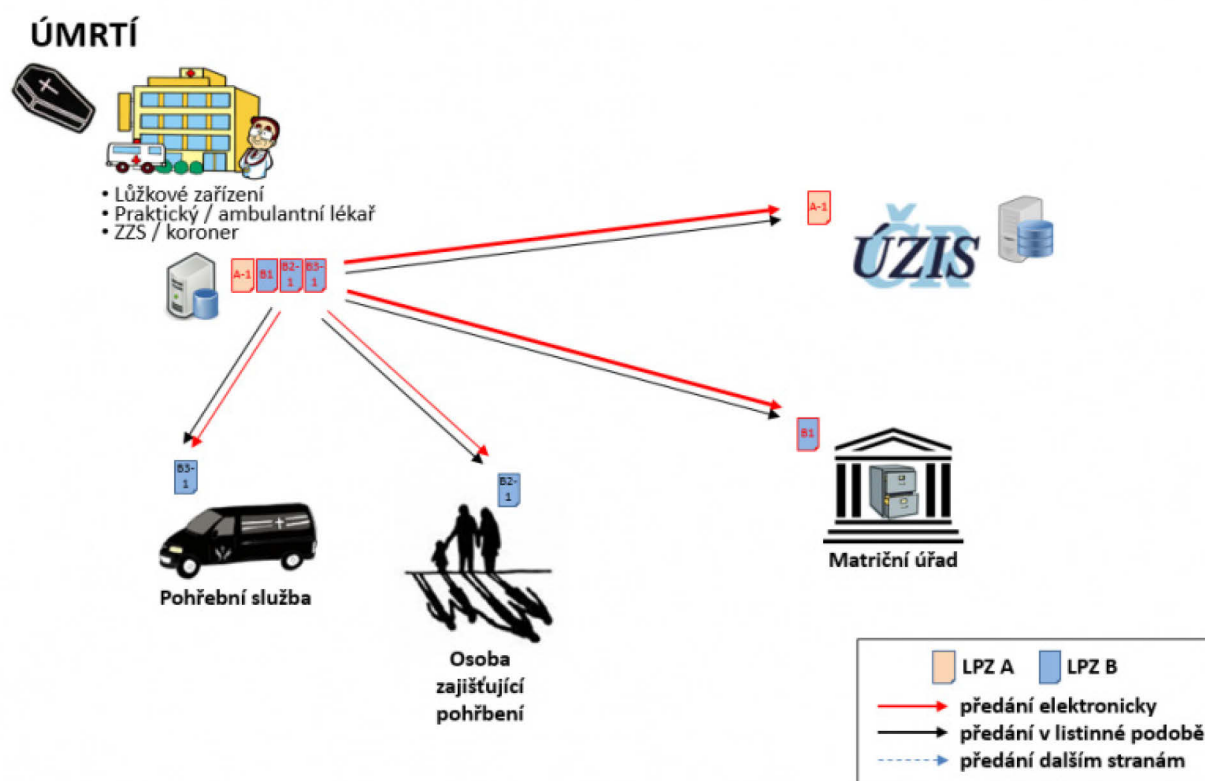 ÚMRTÍ
• Lůžkové zařízení
• Praktický / ambulantní lékař
• ZZS / koroner
A-1
B1
B2-
1
B3-
1
A-1
ÚZIS
ČR
B1
Matriční úřad
B3-
1
Pohřební služba
B2-
1
Osoba
zajišťující
pohřbení
LPZ A
LPZ B
předání elektronicky
předání v listinné podobě
předání dalším stranám